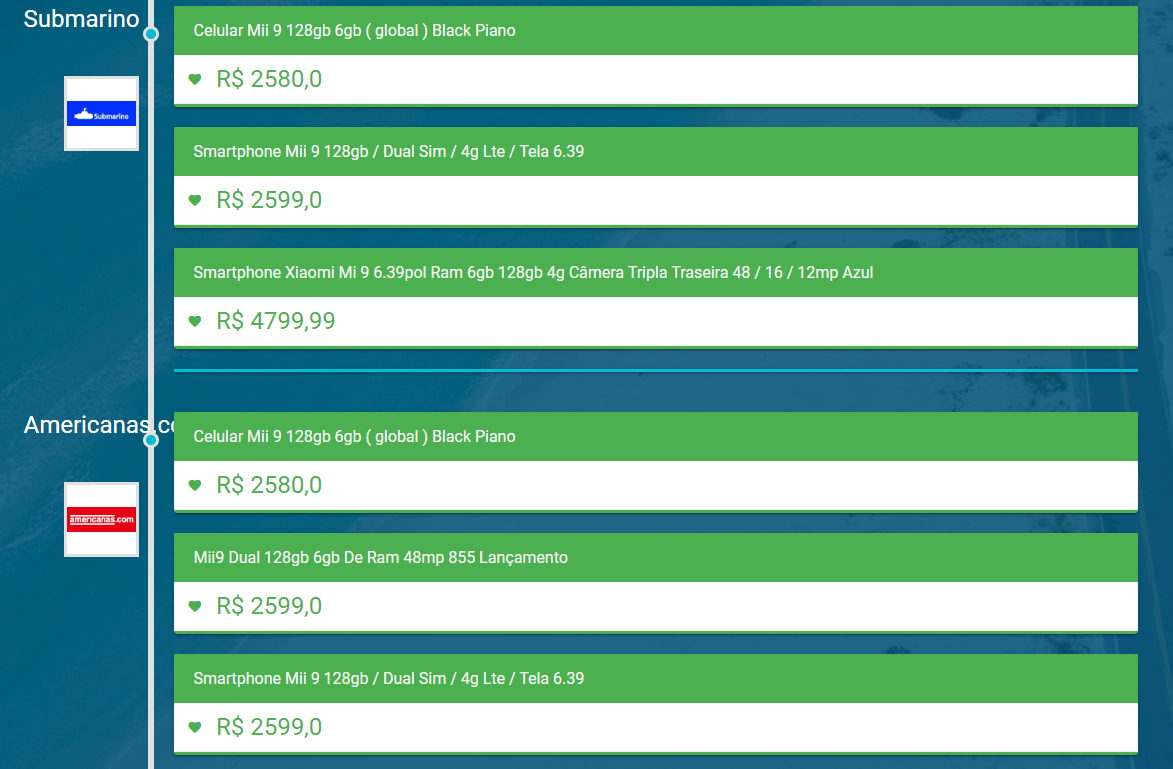 Submarino
Celular Mii 9 128gb 6gb ( global ) Black Piano
R$ 2580,0
Submarino
Smartphone Mii 9 128gb / Dual Sim / 4g Lte / Tela 6.39
R$ 2599,0
Smartphone Xiaomi Mi 9 6.39pol Ram 6gb 128gb 4g Câmera Tripla Traseira 48 / 16 / 12mp Azul
R$ 4799,99
Americanas.co
Celular Mii 9 128gb 6gb ( global ) Black Piano
R$ 2580,0
americanas.com
Mii9 Dual 128gb 6gb De Ram 48mp 855 Lançamento
R$ 2599,0
Smartphone Mii 9 128gb / Dual Sim / 4g Lte / Tela 6.39
R$ 2599,0